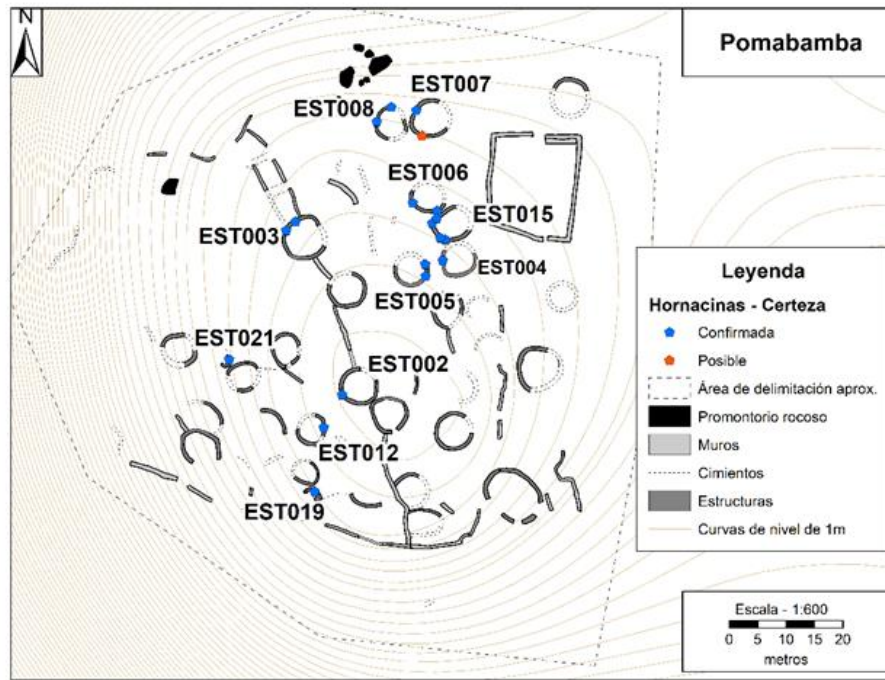 N
Pomabamba
EST007
EST008
EST006
EST015
EST003
EST004
EST005
EST021
EST002
EST012
EST019
Leyenda
Hornacinas - Certeza
Confirmada
Posible
Área de delimitación aprox.
Promontorio rocoso
Muros
Cimientos
Estructuras
Curvas de nivel de 1m
Escala - 1:600
0 5 10 15 20
metros